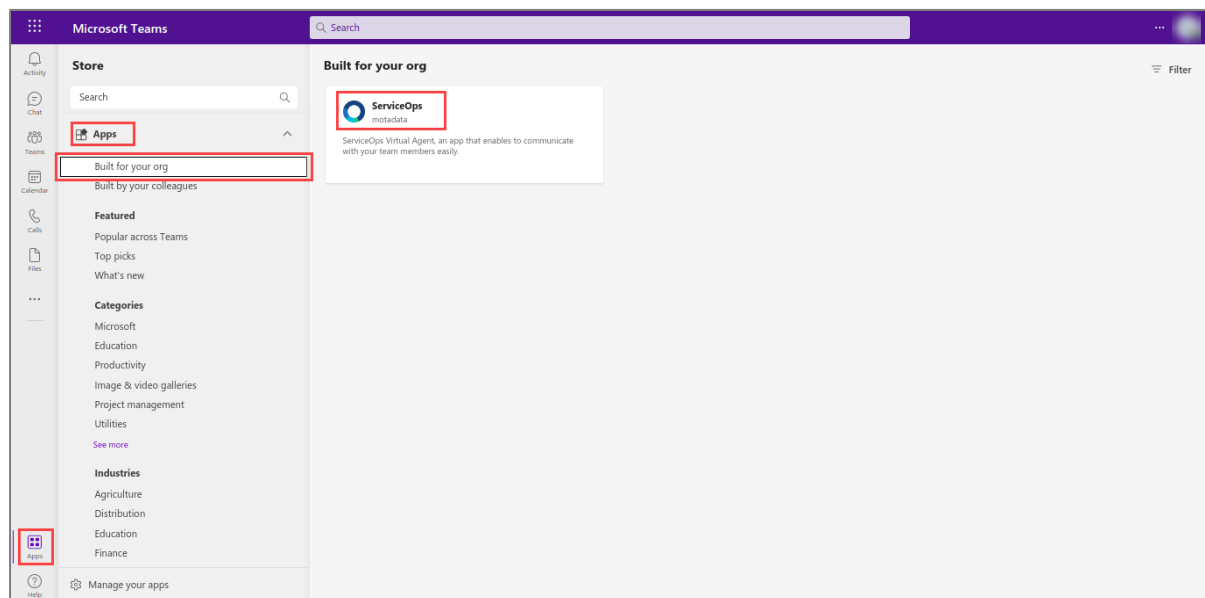 Microsoft Teams
Search
...
Activity
Chat
Teams
Calendar
Calls
Files
...
Apps
Help
Store
Search
Apps
Built for your org
Built by your colleagues
Featured
Popular across Teams
Top picks
What's new
Categories
Microsoft
Education
Productivity
Image & video galleries
Project management
Utilities
See more
Industries
Agriculture
Distribution
Education
Finance
Manage your apps
Built for your org
Filter
ServiceOps
motadata
ServiceOps Virtual Agent, an app that enables to communicate
with your team members easily.